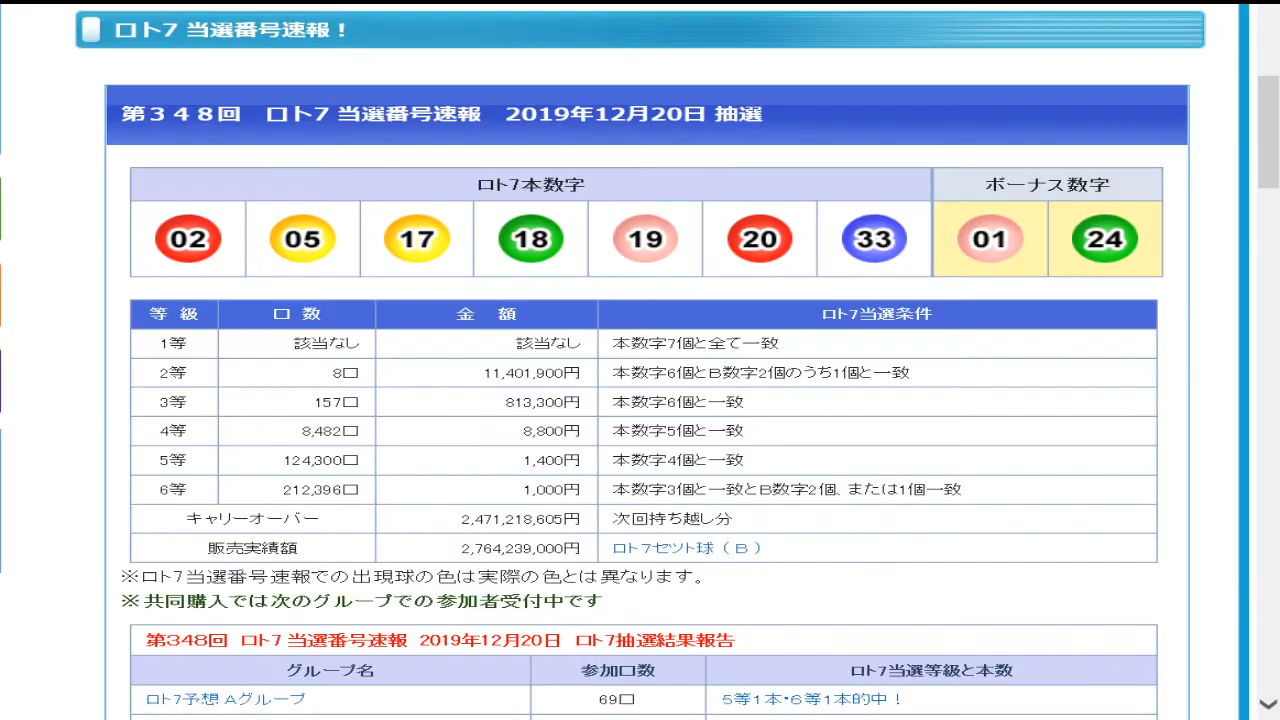 ロト7 当選番号速報！
第３４８回 ロト7 当選番号速報 2019年12月20日 抽選
ロト7本数字 ボーナス数字
02 05 17 18 19 20 33 01 24
等 級 口 数 金 額 ロト7当選条件
1等 該当なし 該当なし 本数字7個と全て一致
2等 8口 11,401,900円 本数字6個とB数字2個のうち1個と一致
3等 157口 813,300円 本数字6個と一致
4等 8,482口 8,800円 本数字5個と一致
5等 124,300口 1,400円 本数字4個と一致
6等 212,396口 1,000円 本数字3個と一致とB数字2個、または1個一致
キャリーオーバー 2,471,218,605円 次回持ち越し分
販売実績額 2,764,239,000円 ロト7セット球（Ｂ）
※ロト7当選番号速報での出現球の色は実際の色とは異なります。
※共同購入では次のグループでの参加者受付中です
第348回 ロト7 当選番号速報 2019年12月20日 ロト7抽選結果報告
グループ名 参加口数 ロト7当選等級と本数
ロト7予想 Aグループ 69口 5等1本・6等1本的中！